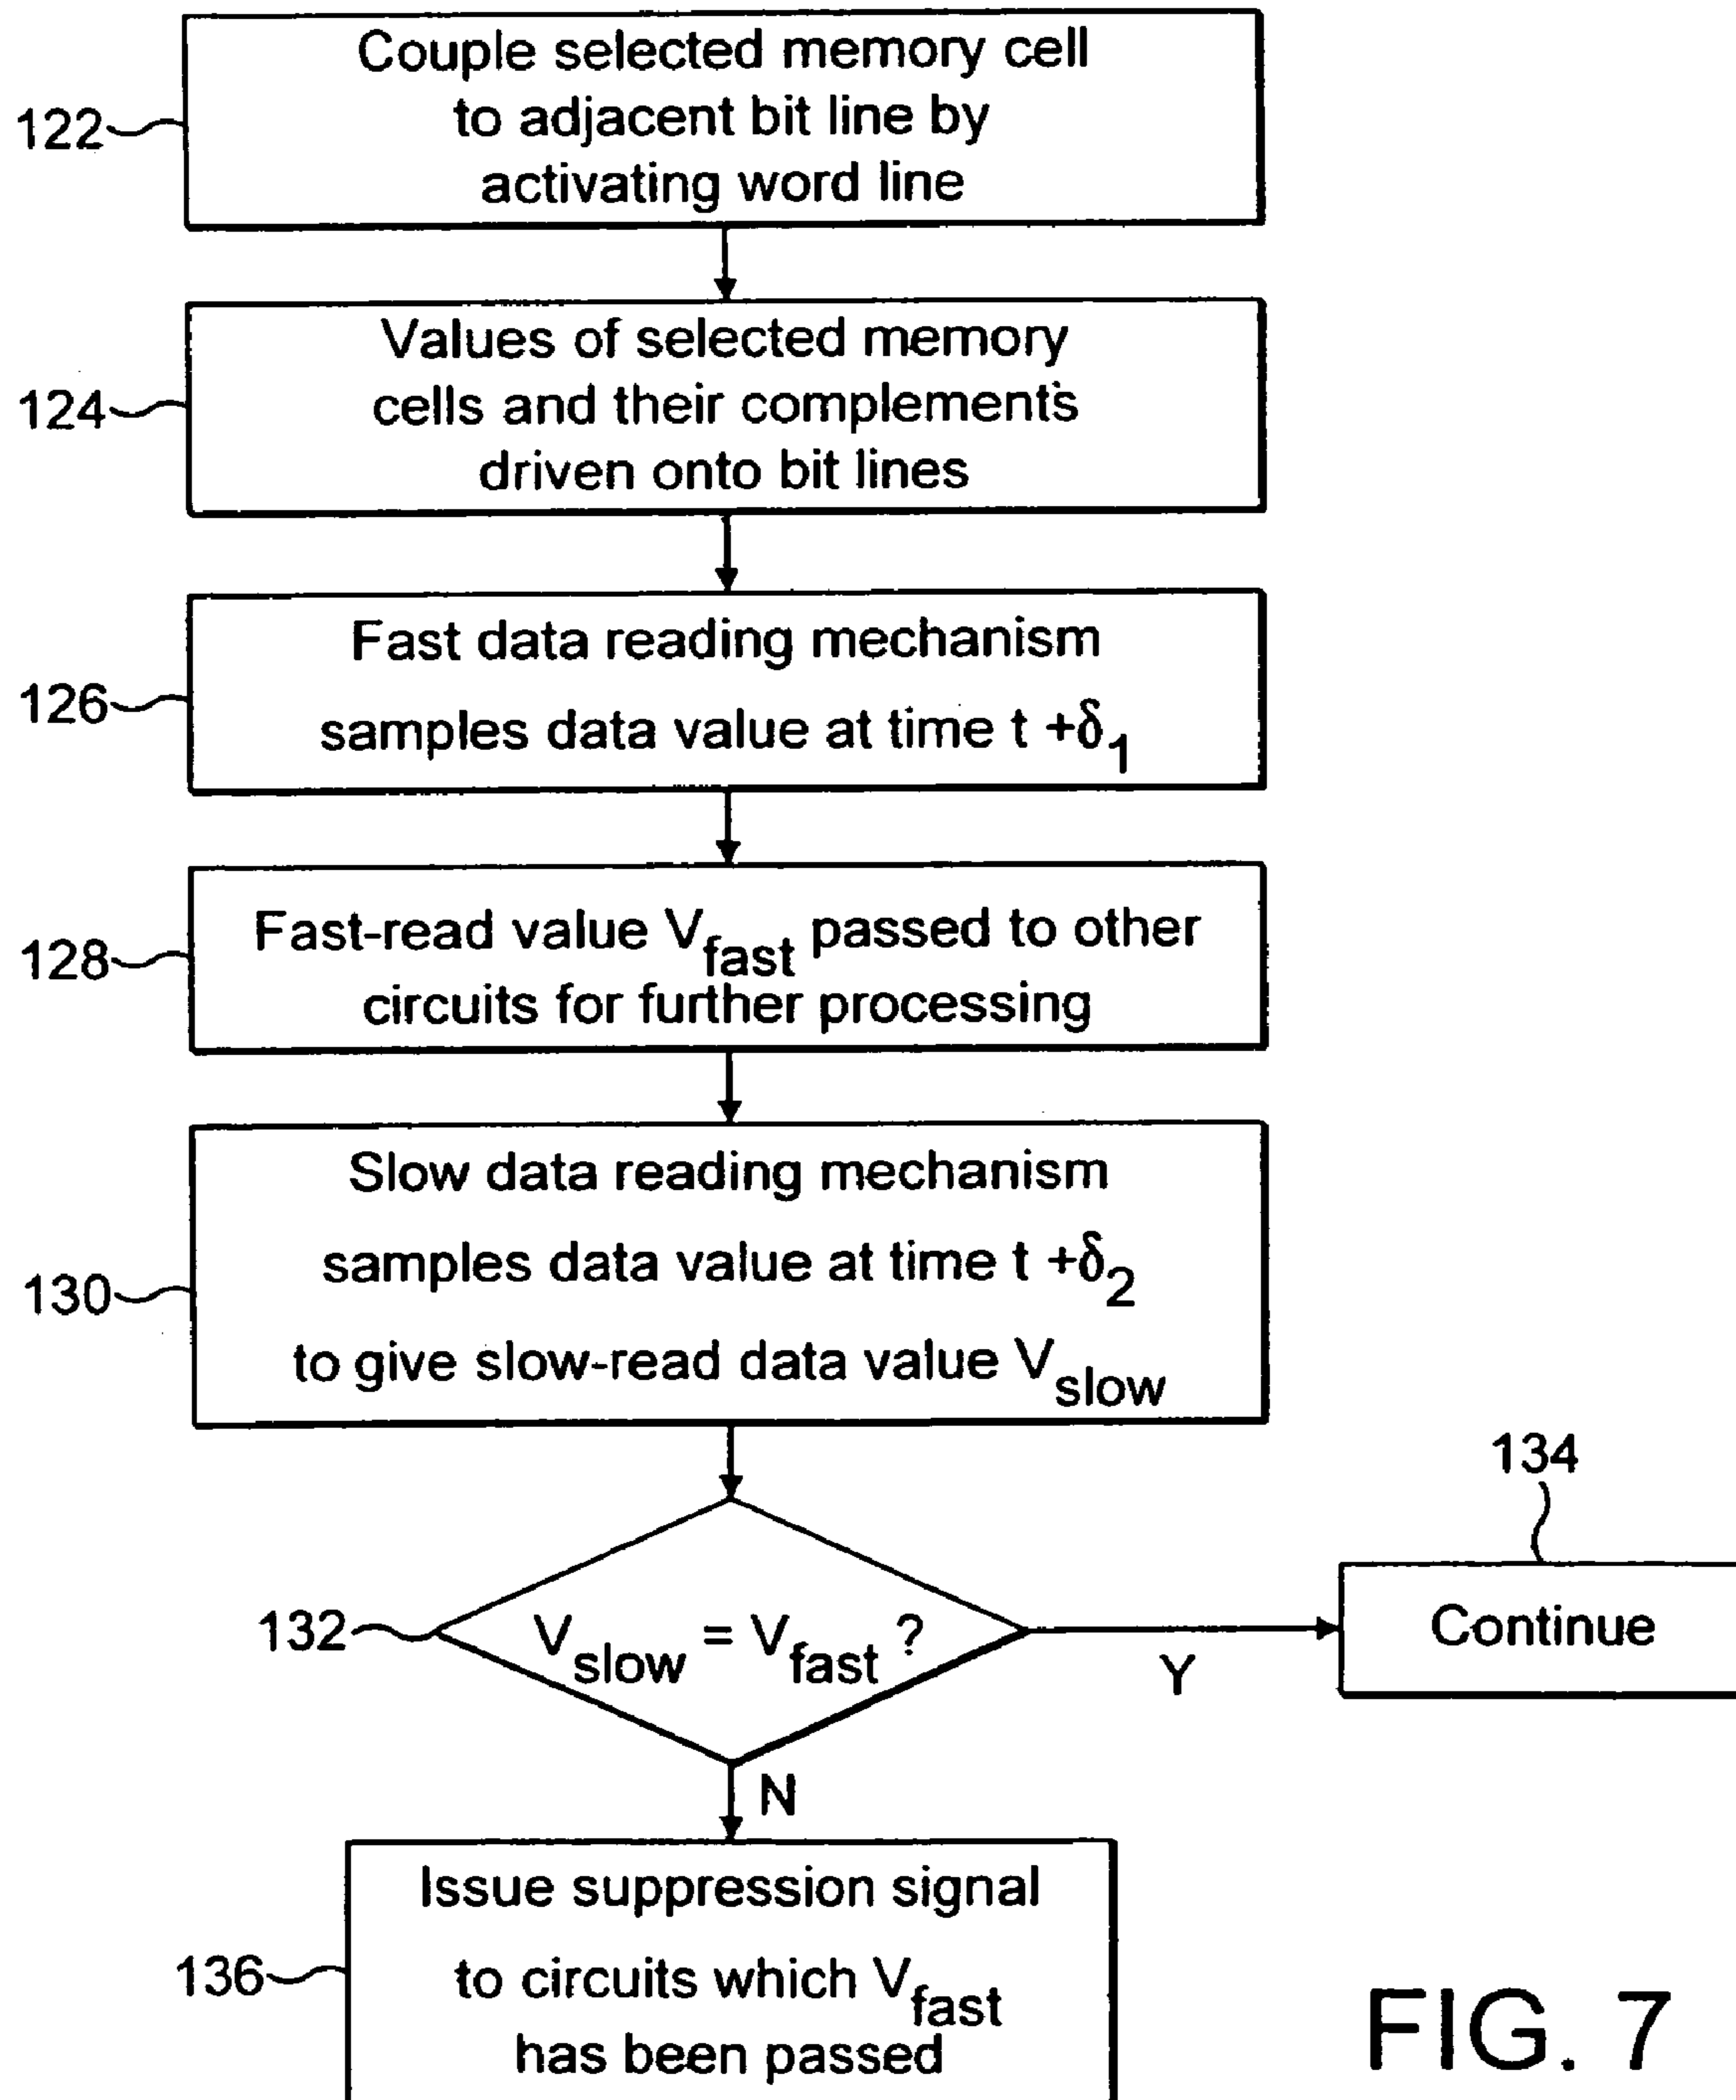 Couple selected memory cell
to adjacent bit line by
activating word line
122
Values of selected memory
cells and their complements
driven onto bit lines
124
Fast data reading mechanism
samples data value at time t +δ1
126
Fast-read value Vfast passed to other
circuits for further processing
128
Slow data reading mechanism
samples data value at time t +δ2
to give slow-read data value Vslow
130
Vslow = Vfast ?
132
Y
134
Continue
N
Issue suppression signal
to circuits which Vfast
has been passed
136
FIG. 7